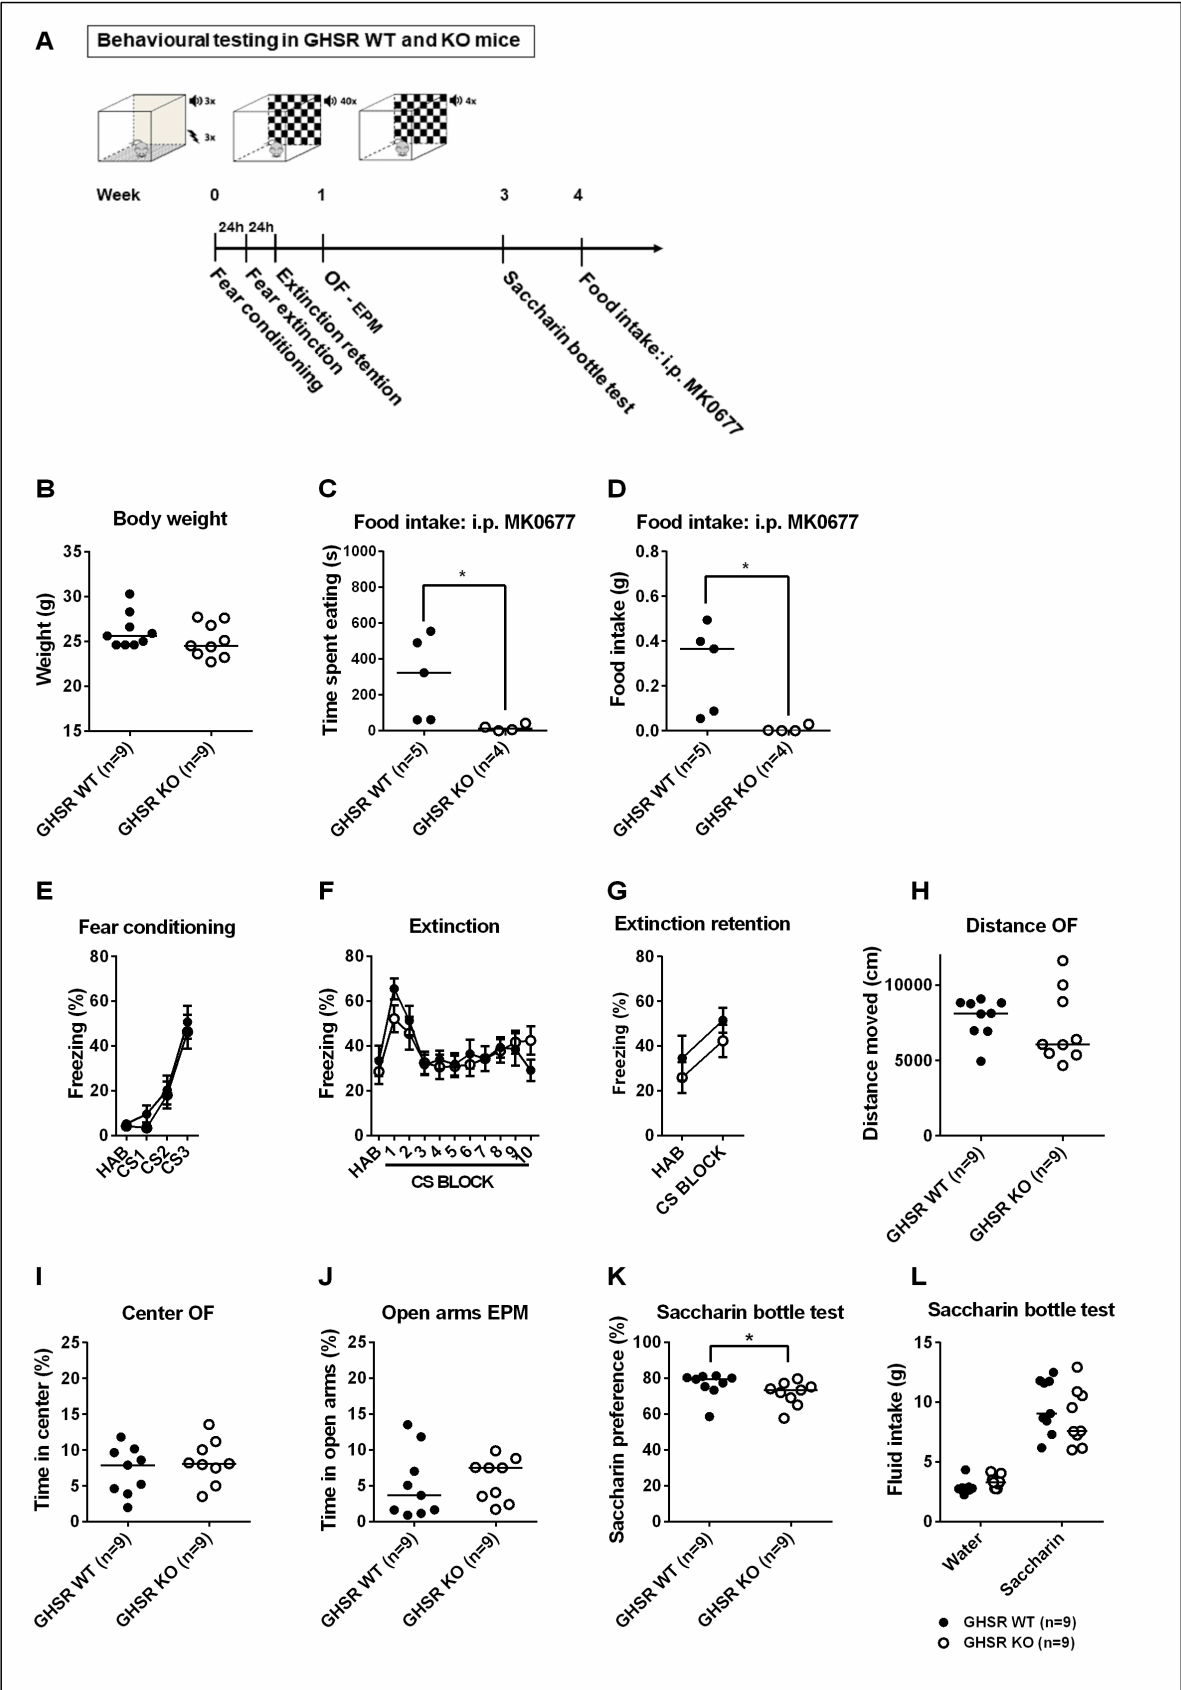 A
Behavioural testing in GHSR WT and KO mice
3x
3x
40x
4x
Week 0 1 3 4
24h 24h
Fear conditioning
Fear extinction
Extinction retention
OF - EPM
Saccharin bottle test
Food intake: i.p. MK0677
B
Body weight
Weight (g)
35
30
25
20
15
GHSR WT (n=9)
GHSR KO (n=9)
C
Food intake: i.p. MK0677
Time spent eating (s)
1000
800
600
400
200
0
*
GHSR WT (n=5)
GHSR KO (n=4)
D
Food intake: i.p. MK0677
Food intake (g)
0.8
0.6
0.4
0.2
0.0
*
GHSR WT (n=5)
GHSR KO (n=4)
E
Fear conditioning
Freezing (%)
80
60
40
20
0
HAB
CS1
CS2
CS3
F
Extinction
Freezing (%)
80
60
40
20
0
HAB 1 2 3 4 5 6 7 8 9 10
CS BLOCK
G
Extinction retention
Freezing (%)
80
60
40
20
0
HAB
CS BLOCK
H
Distance OF
Distance moved (cm)
10000
5000
0
GHSR WT (n=9)
GHSR KO (n=9)
I
Center OF
Time in center (%)
25
20
15
10
5
0
GHSR WT (n=9)
GHSR KO (n=9)
J
Open arms EPM
Time in open arms (%)
25
20
15
10
5
0
GHSR WT (n=9)
GHSR KO (n=9)
K
Saccharin bottle test
Saccharin preference (%)
100
80
60
40
20
0
*
GHSR WT (n=9)
GHSR KO (n=9)
L
Saccharin bottle test
Fluid intake (g)
15
10
5
0
Water
Saccharin
GHSR WT (n=9)
GHSR KO (n=9)